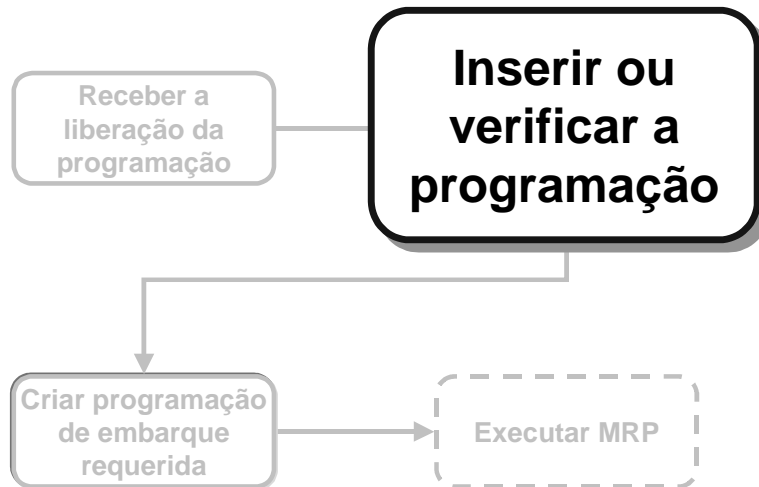 Receber a
liberação da
programação
Inserir ou
verificar a
programação
Criar programação
de embarque
requerida
Executar MRP